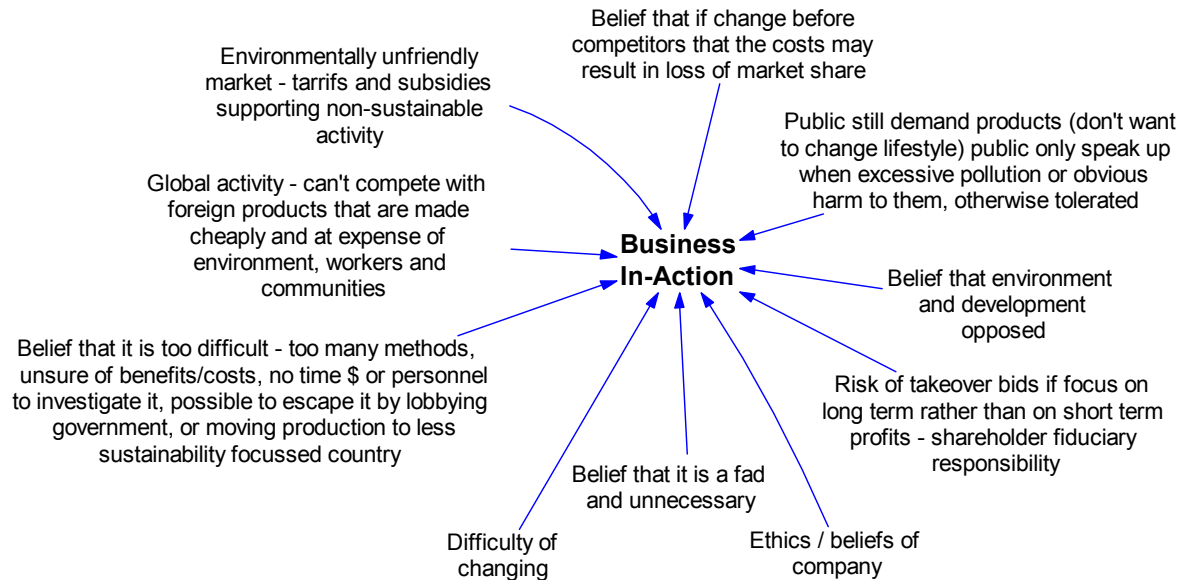 Belief that if change before
competitors that the costs may
result in loss of market share
Environmentally unfriendly
market - tarrifs and subsidies
supporting non-sustainable
activity
Public still demand products (don't want
to change lifestyle) public only speak up
when excessive pollution or obvious
harm to them, otherwise tolerated
Global activity - can't compete with
foreign products that are made
cheaply and at expense of
environment, workers and
communities
Business
In-Action
Belief that environment
and development
opposed
Belief that it is too difficult - too many methods,
unsure of benefits/costs, no time $ or personnel
to investigate it, possible to escape it by lobbying
government, or moving production to less
sustainability focussed country
Risk of takeover bids if focus on
long term rather than on short term
profits - shareholder fiduciary
responsibility
Belief that it is a fad
and unnecessary
Difficulty of
changing
Ethics / beliefs of
company